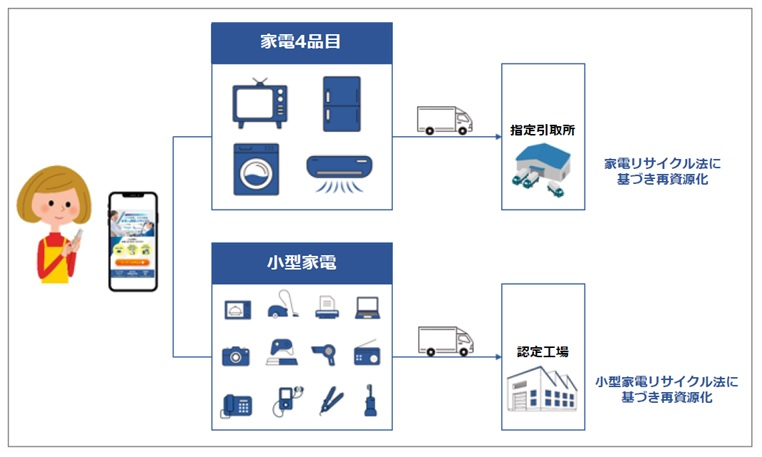 家電4品目
指定引取所
家電リサイクル法に
基づき再資源化
小型家電
認定工場
小型家電リサイクル法に
基づき再資源化